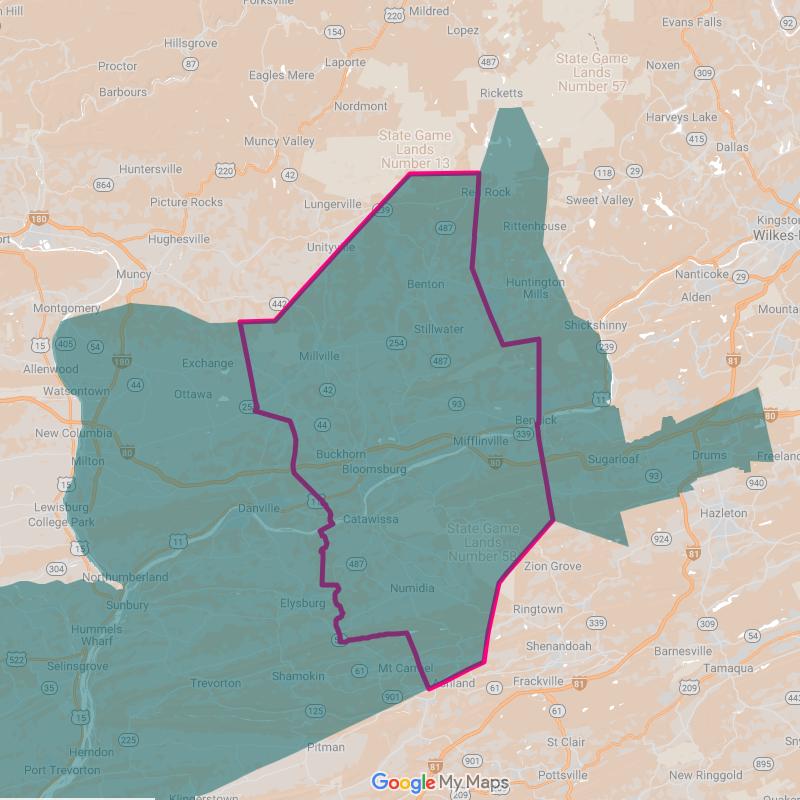 Forksville
Mildred
Hill
220
Evans Falls
92
154
Lopez
Hillsgrove
Laporte
State Game
Lands
Number 57
Proctor
87
487
Noxen
309
Eagles Mere
Barbours
Ricketts
Nordmont
Harveys Lake
State Game
Lands
Number 13
Muncy Valley
415
Dallas
Huntersville
220
42
118
29
864
Red Rock
Sweet Valley
Picture Rocks
Lungerville
239
180
487
Rittenhouse
Kingston
Hughesville
Unityville
Wilkes-
Muncy
Nanticoke
29
Benton
Huntington
Mills
Alden
Montgomery
442
Mountain
Stillwater
Shickshinny
15
405
54
254
239
Allenwood
180
Exchange
Millville
487
81
44
Watsontown
Ottawa
42
11
93
254
80
New Columbia
44
Berwick
339
Mifflinville
Milton
80
Buckhorn
Bloomsburg
80
Sugarloaf
Drums
Freeland
93
15
940
Lewisburg
College Park
Danville
11
Catawissa
Hazleton
State Game
Lands
Number 58
11
15
924
81
304
487
Zion Grove
Northumberland
Numidia
Sunbury
Elysburg
Ringtown
339
309
Hummels
Wharf
54
54
Shenandoah
522
Barnesville
Selinsgrove
61
Mt Carmel
Tamaqua
Shamokin
35
Trevorton
Ashland
61
Frackville
81
209
901
443
15
125
61
225
St Clair
Pitman
Herndon
901
895
Port Trevorton
Pottsville
New Ringgold
Google My Maps
209
Klingerstown